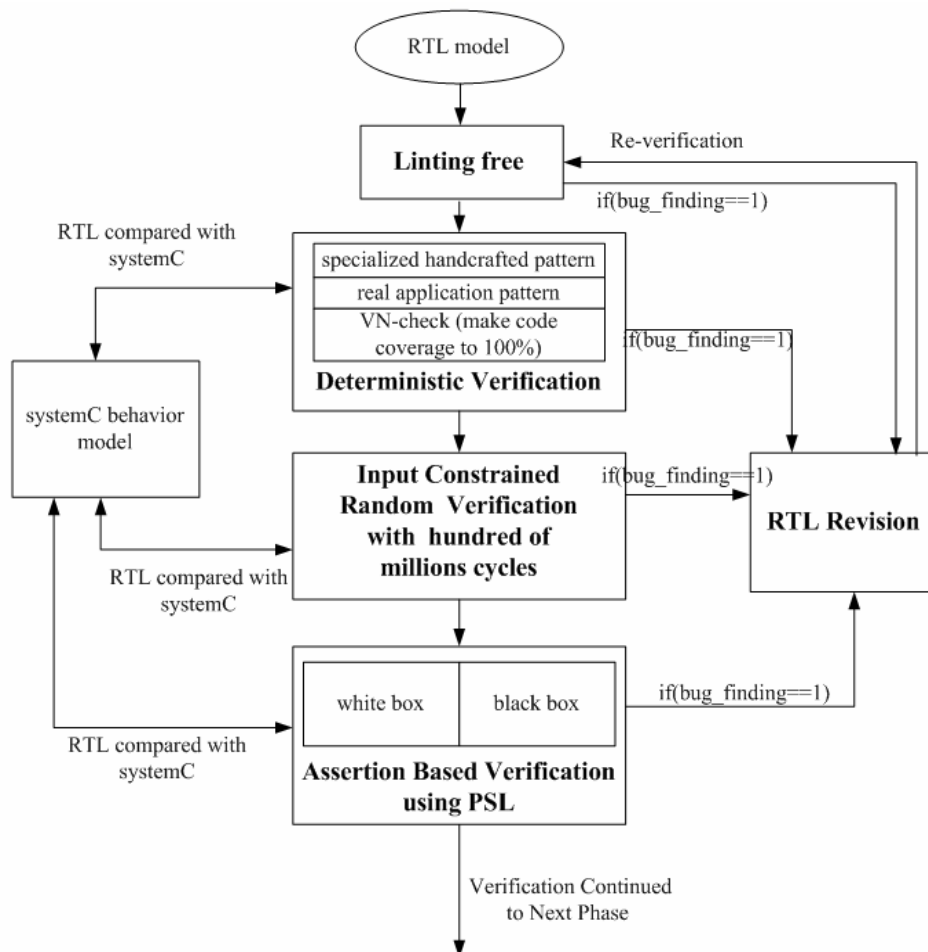 RTL model
Linting free
Re-verification
if(bug_finding==1)
RTL compared with
systemC
specialized handcrafted pattern
real application pattern
VN-check (make code
coverage to 100%)
Deterministic Verification
if(bug_finding==1)
systemC behavior
model
Input Constrained
Random Verification
with hundred of
millions cycles
if(bug_finding==1)
RTL Revision
RTL compared with
systemC
white box
black box
if(bug_finding==1)
RTL compared with
systemC
Assertion Based Verification
using PSL
Verification Continued
to Next Phase